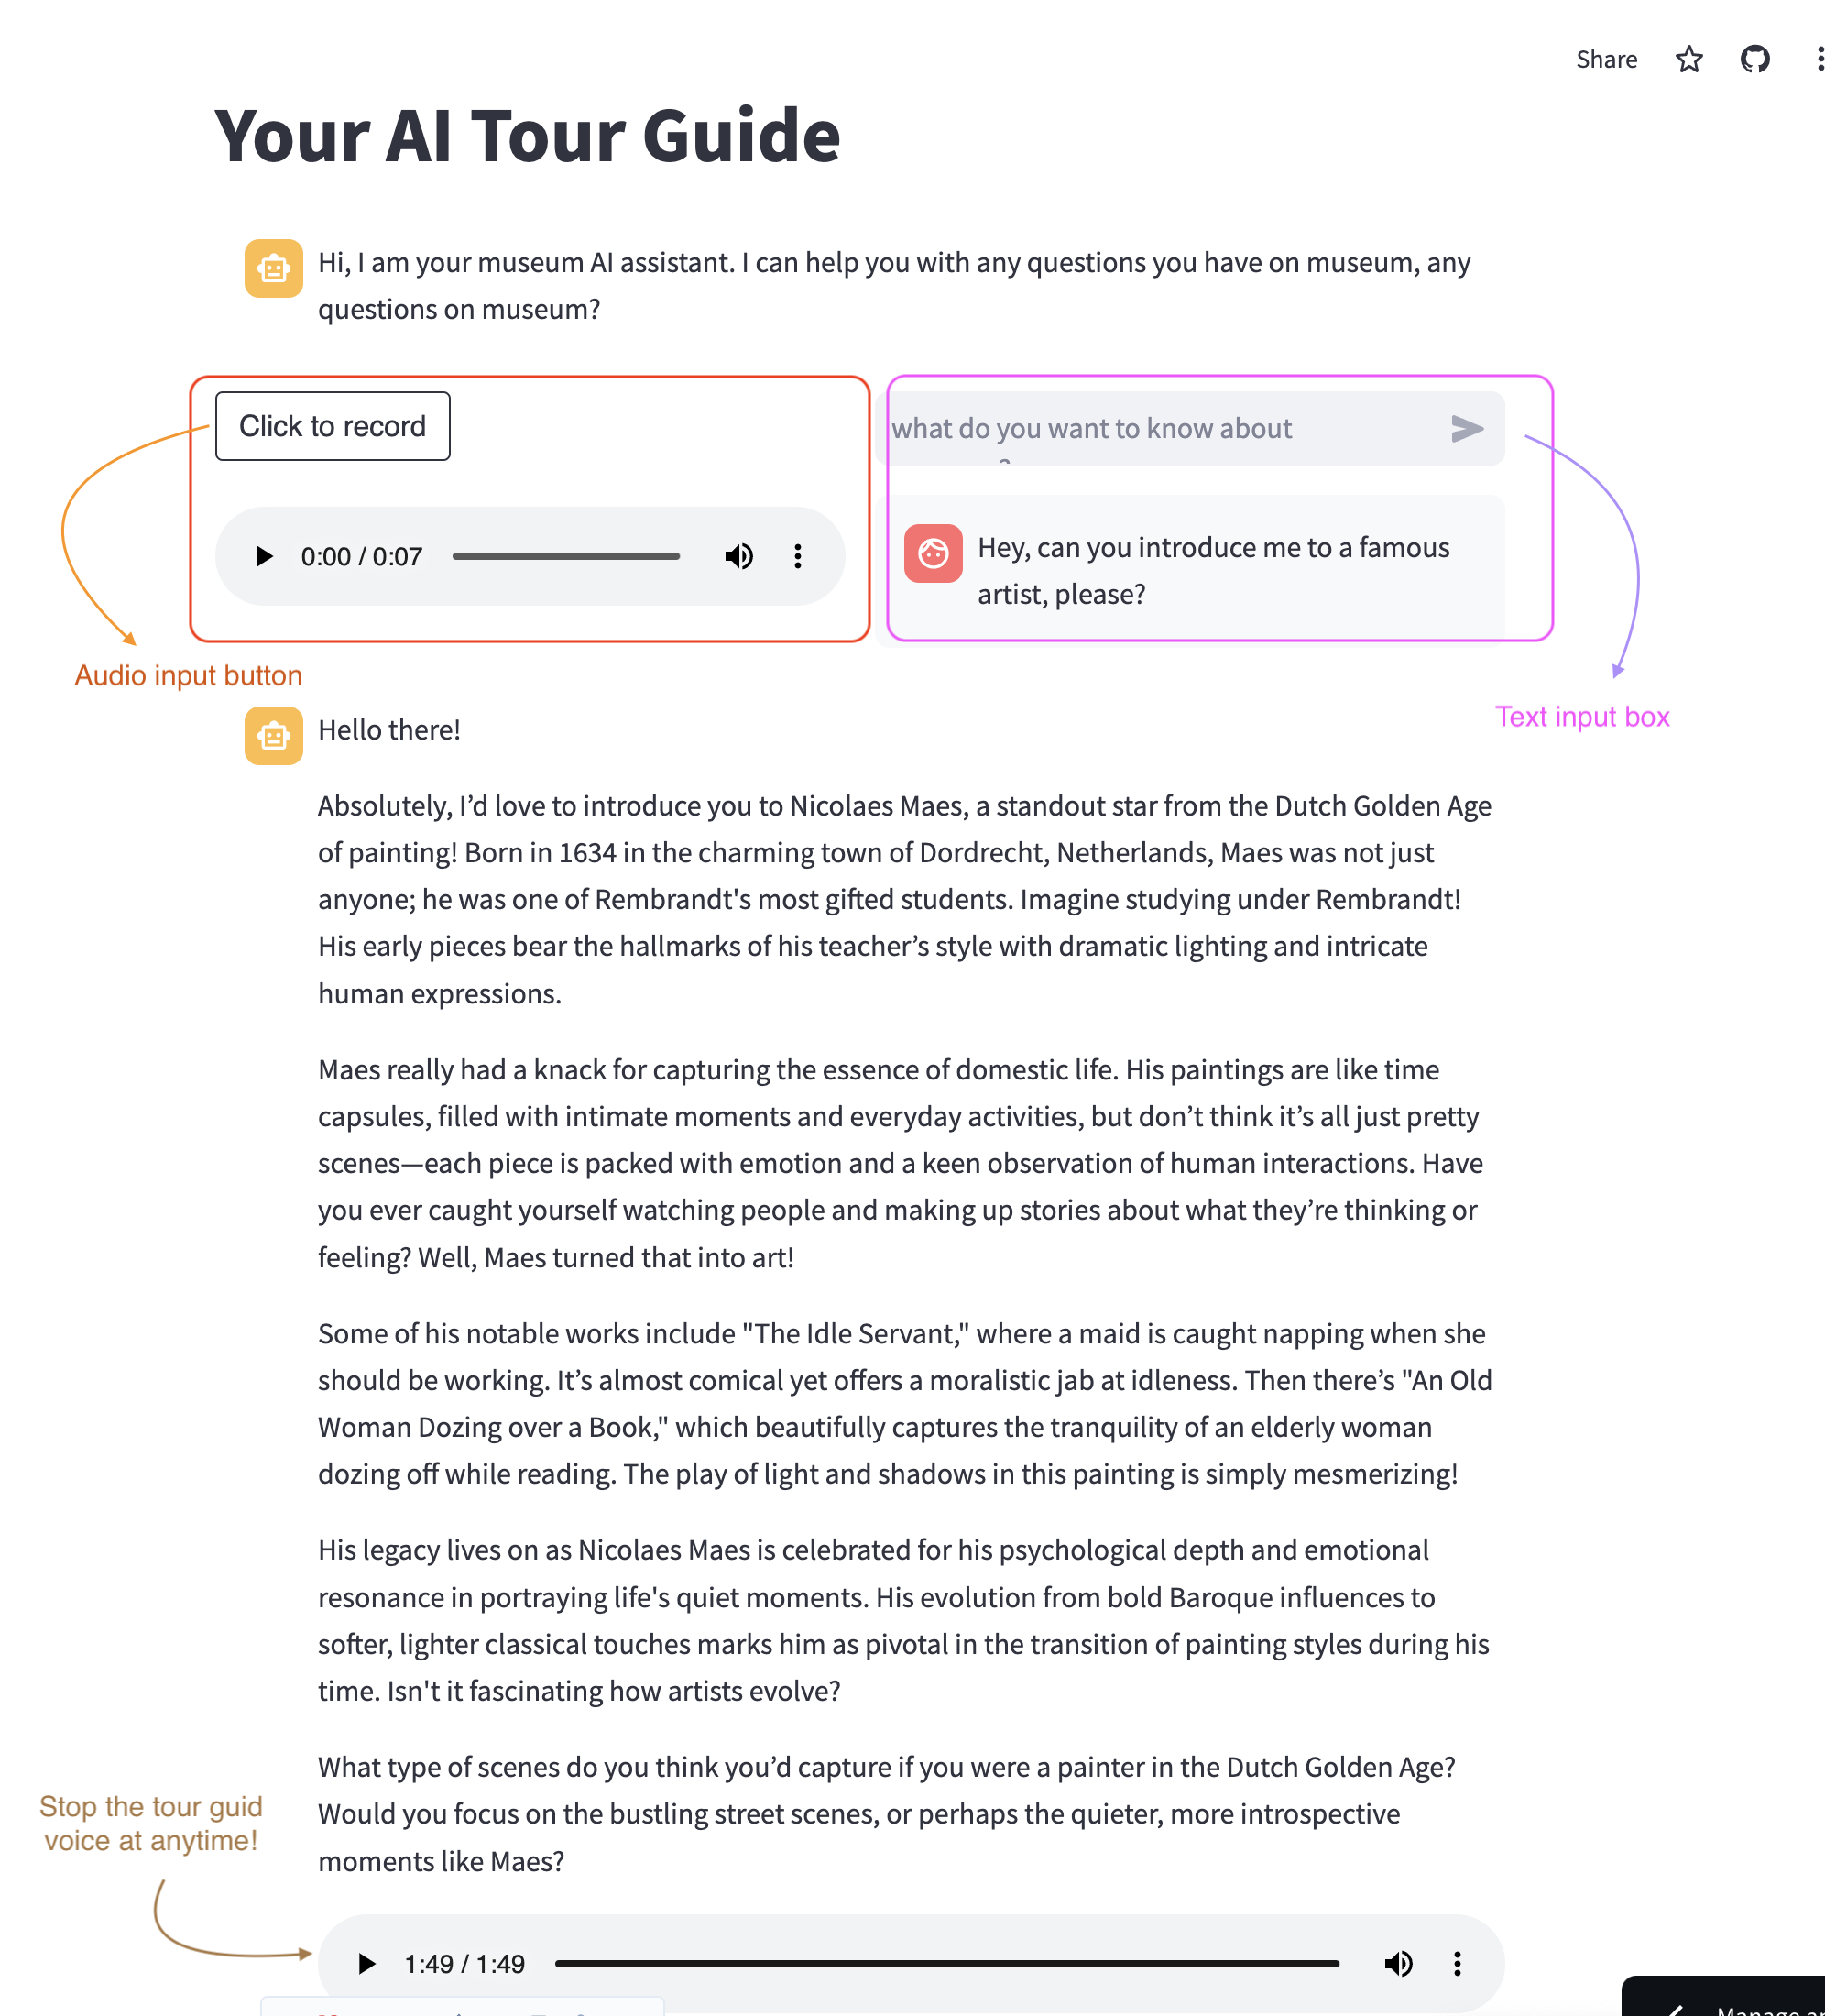 Share
Your AI Tour Guide
Hi, I am your museum AI assistant. I can help you with any questions you have on museum, any
questions on museum?
Click to record
what do you want to know about
0:00 / 0:07
Hey, can you introduce me to a famous
artist, please?
Audio input button
Text input box
Hello there!
Absolutely, I’d love to introduce you to Nicolaes Maes, a standout star from the Dutch Golden Age
of painting! Born in 1634 in the charming town of Dordrecht, Netherlands, Maes was not just
anyone; he was one of Rembrandt's most gifted students. Imagine studying under Rembrandt!
His early pieces bear the hallmarks of his teacher’s style with dramatic lighting and intricate
human expressions.
Maes really had a knack for capturing the essence of domestic life. His paintings are like time
capsules, filled with intimate moments and everyday activities, but don’t think it’s all just pretty
scenes—each piece is packed with emotion and a keen observation of human interactions. Have
you ever caught yourself watching people and making up stories about what they’re thinking or
feeling? Well, Maes turned that into art!
Some of his notable works include "The Idle Servant," where a maid is caught napping when she
should be working. It’s almost comical yet offers a moralistic jab at idleness. Then there’s "An Old
Woman Dozing over a Book," which beautifully captures the tranquility of an elderly woman
dozing off while reading. The play of light and shadows in this painting is simply mesmerizing!
His legacy lives on as Nicolaes Maes is celebrated for his psychological depth and emotional
resonance in portraying life's quiet moments. His evolution from bold Baroque influences to
softer, lighter classical touches marks him as pivotal in the transition of painting styles during his
time. Isn't it fascinating how artists evolve?
What type of scenes do you think you’d capture if you were a painter in the Dutch Golden Age?
Would you focus on the bustling street scenes, or perhaps the quieter, more introspective
moments like Maes?
Stop the tour guid
voice at anytime!
1:49 / 1:49
Manage